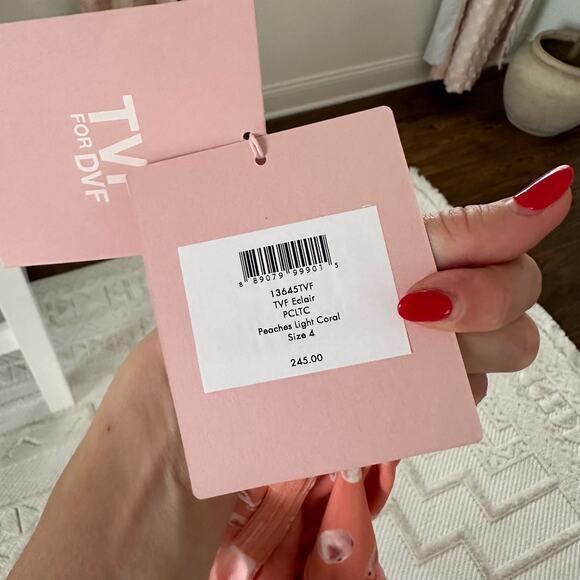 TVF
FOR DVF
8 89079 99901 5
13645TVF
TVF Eclair
PCLTC
Peaches Light Coral
Size 4
245.00